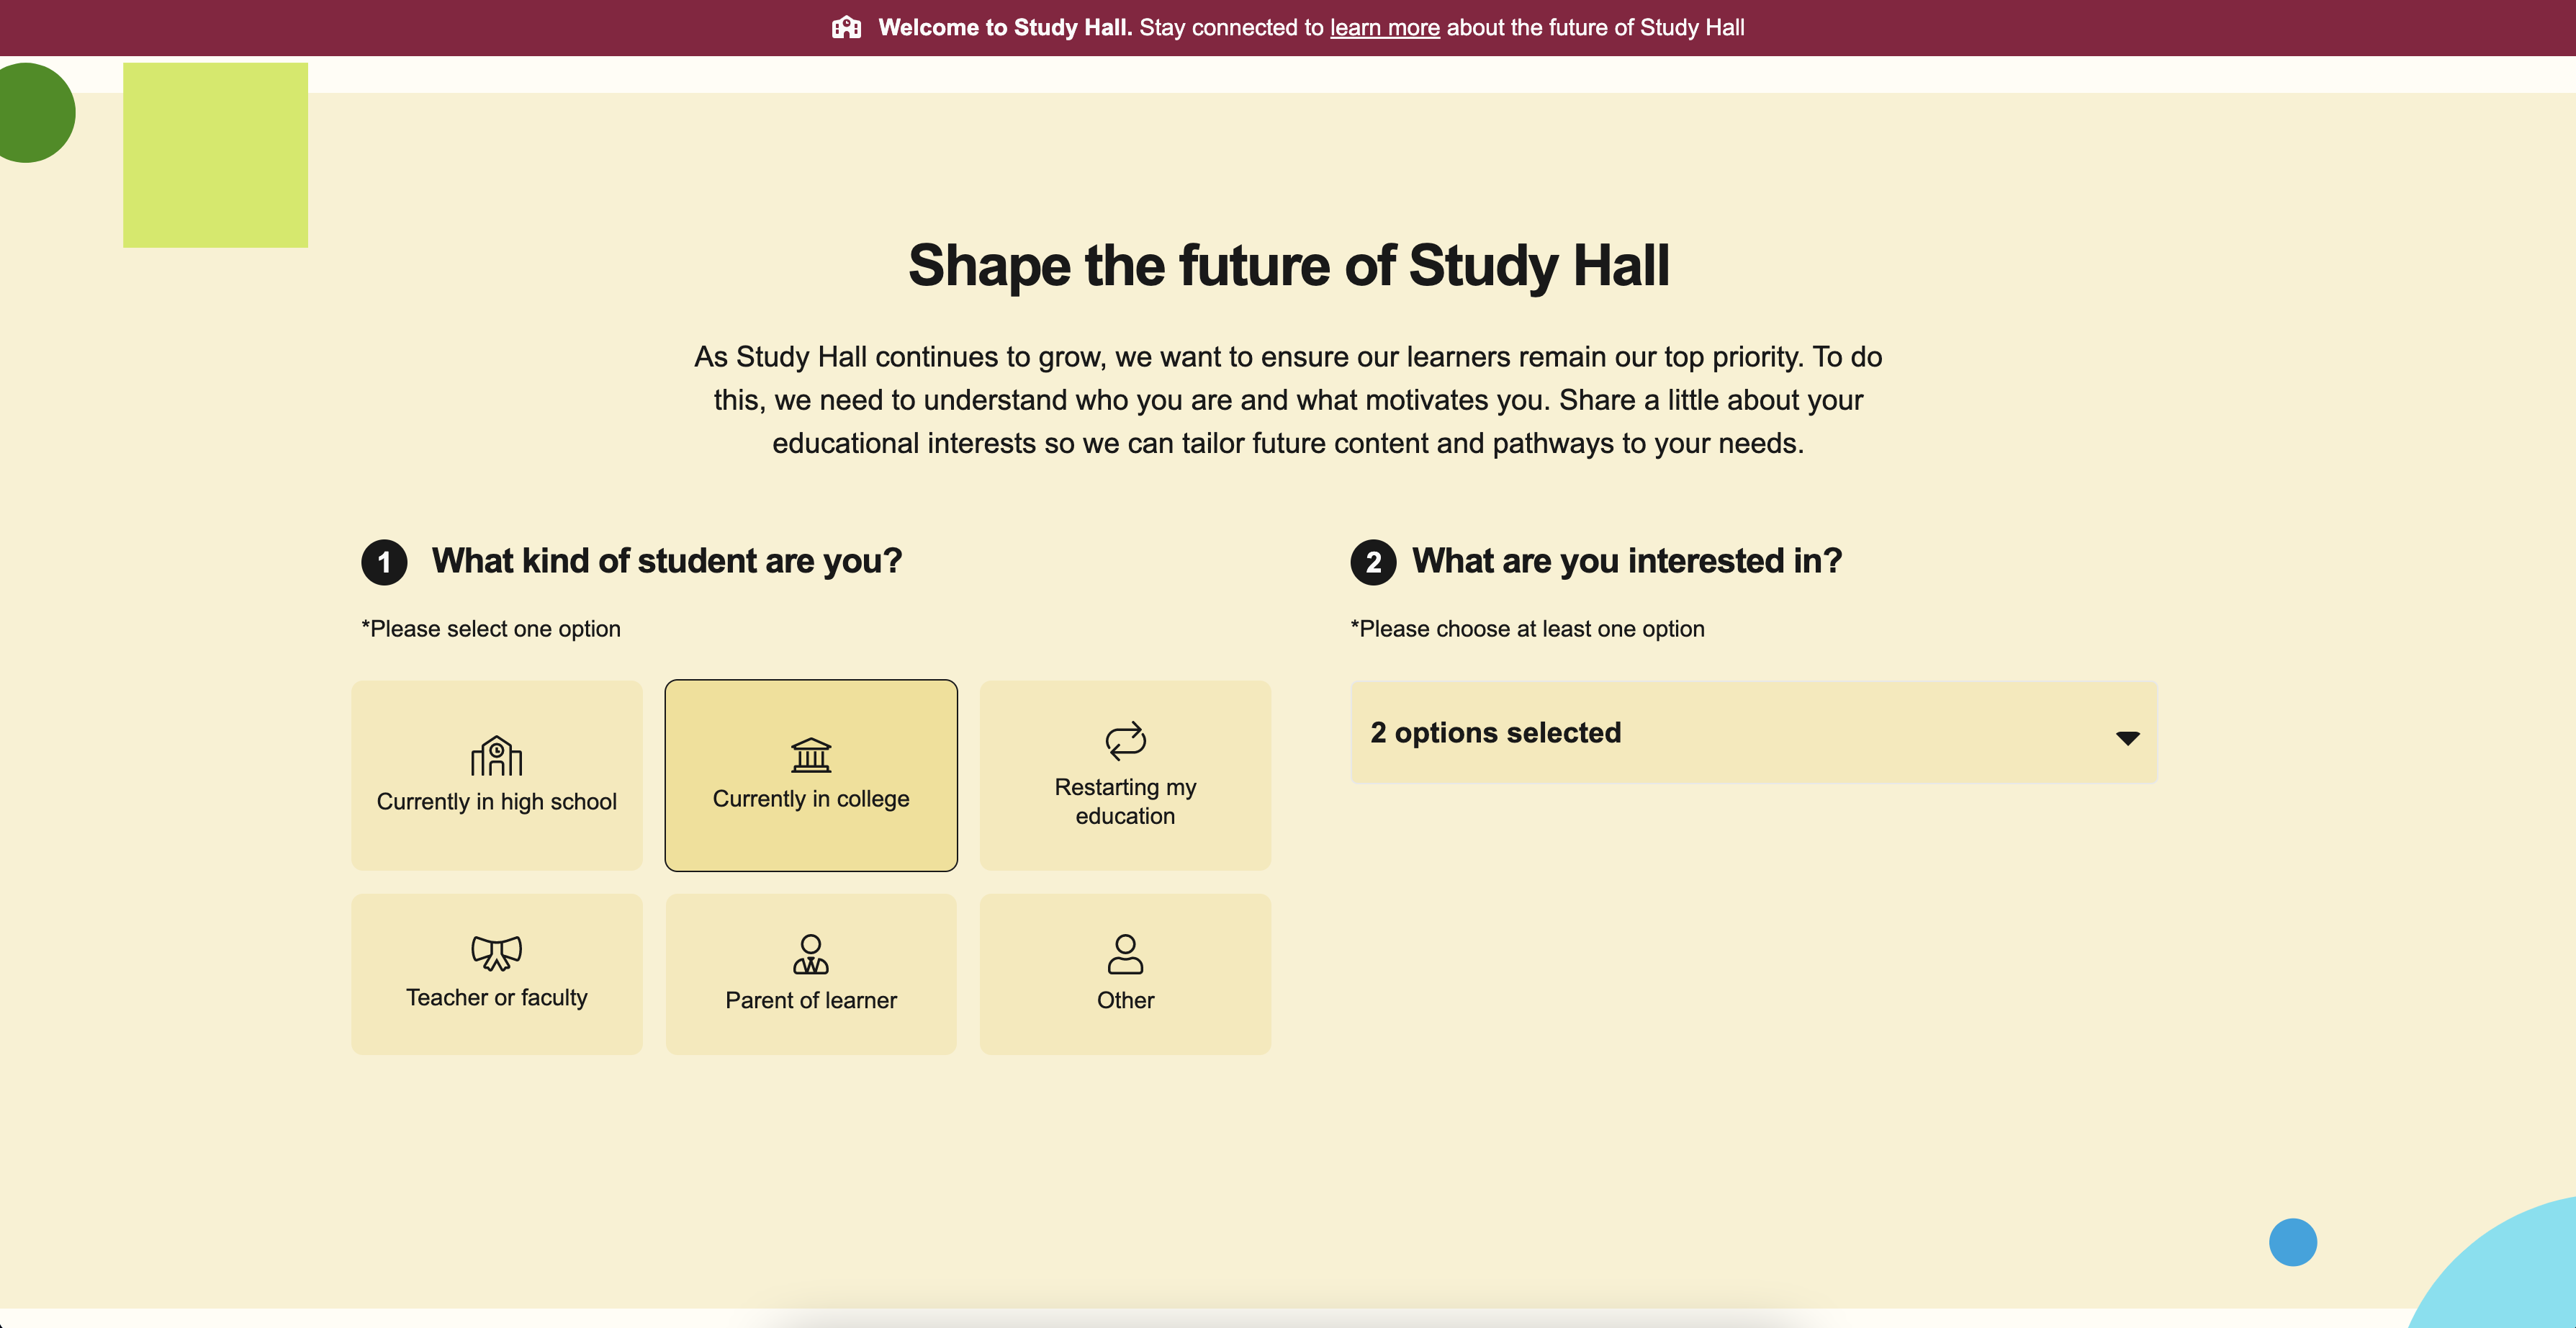 Welcome to Study Hall. Stay connected to learn more about the future of Study Hall
Shape the future of Study Hall
As Study Hall continues to grow, we want to ensure our learners remain our top priority. To do
this, we need to understand who you are and what motivates you. Share a little about your
educational interests so we can tailor future content and pathways to your needs.
1 What kind of student are you?
*Please select one option
Currently in high school
Currently in college
Restarting my
education
Teacher or faculty
Parent of learner
Other
2 What are you interested in?
*Please choose at least one option
2 options selected